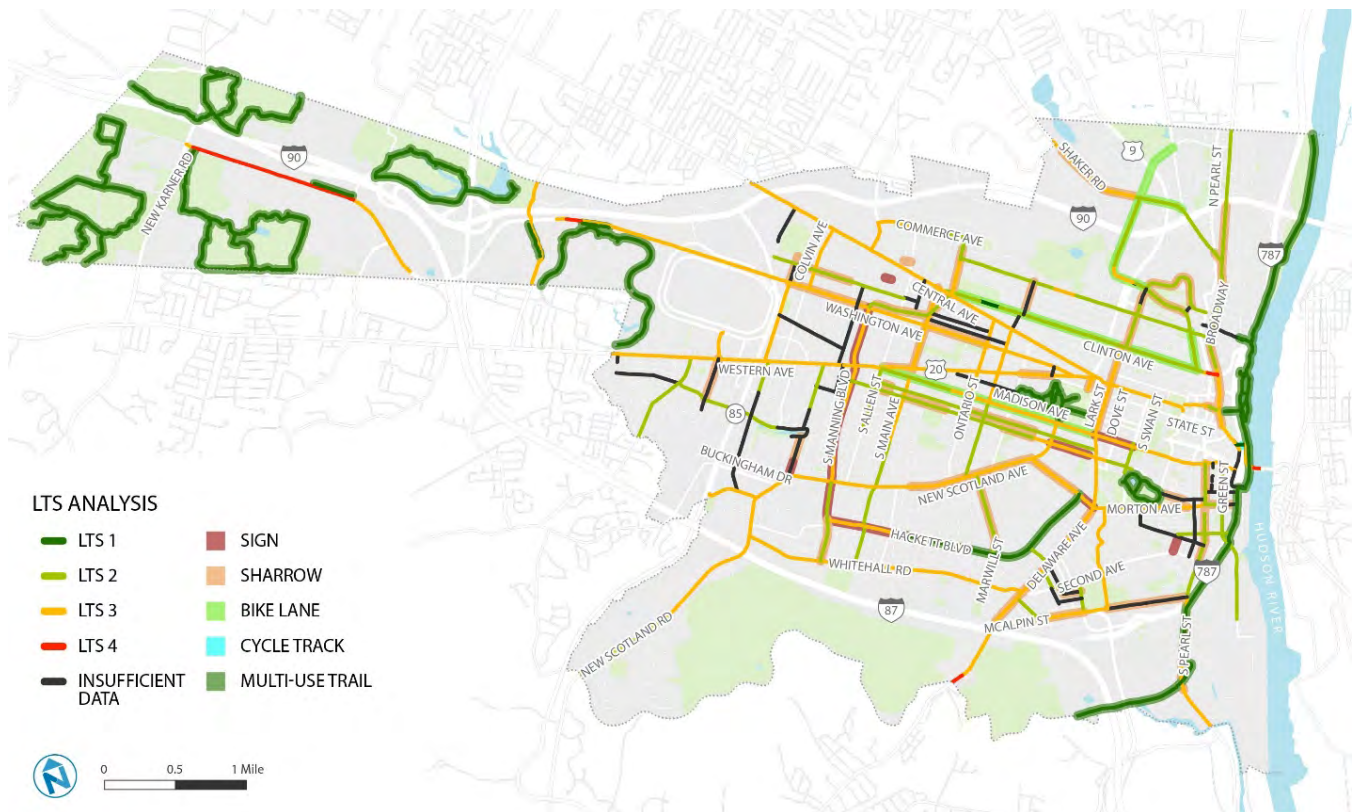 SHAKER RD
9
N PEARL ST
90
90
787
NEW KARNER RD
COLVIN AVE
COMMERCE AVE
CENTRAL AVE
WASHINGTON AVE
BROADWAY
CLINTON AVE
WESTERN AVE
20
MADISON AVE
LARK ST
DOVE ST
S SWAN ST
STATE ST
85
S MANNING BLVD
S ALLEN ST
S MAIN AVE
ONTARIO ST
BUCKINGHAM DR
NEW SCOTLAND AVE
MORTON AVE
GREEN ST
HACKETT BLVD
DELAWARE AVE
HUDSON RIVER
WHITEHALL RD
MARWILL ST
SECOND AVE
787
87
MCALPIN ST
S PEARL ST
NEW SCOTLAND RD
LTS ANALYSIS
LTS 1
SIGN
LTS 2
SHARROW
LTS 3
BIKE LANE
LTS 4
CYCLE TRACK
INSUFFICIENT
DATA
MULTI-USE TRAIL
N
0 0.5 1 Mile